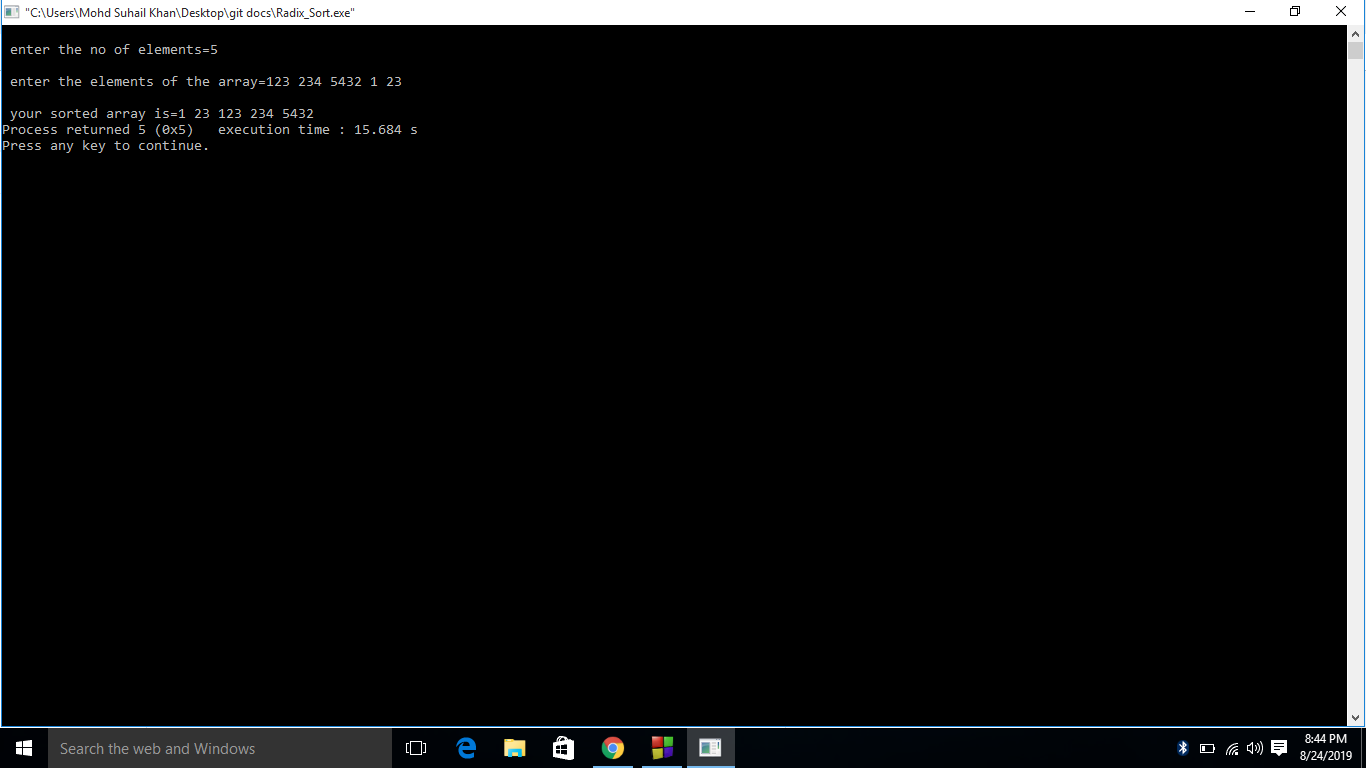 "C:\Users\Mohd Suhail Khan\Desktop\git docs\Radix_Sort.exe"
enter the no of elements=5
enter the elements of the array=123 234 5432 1 23
your sorted array is=1 23 123 234 5432
Process returned 5 (0x5)   execution time : 15.684 s
Press any key to continue.
Search the web and Windows
8:44 PM
8/24/2019